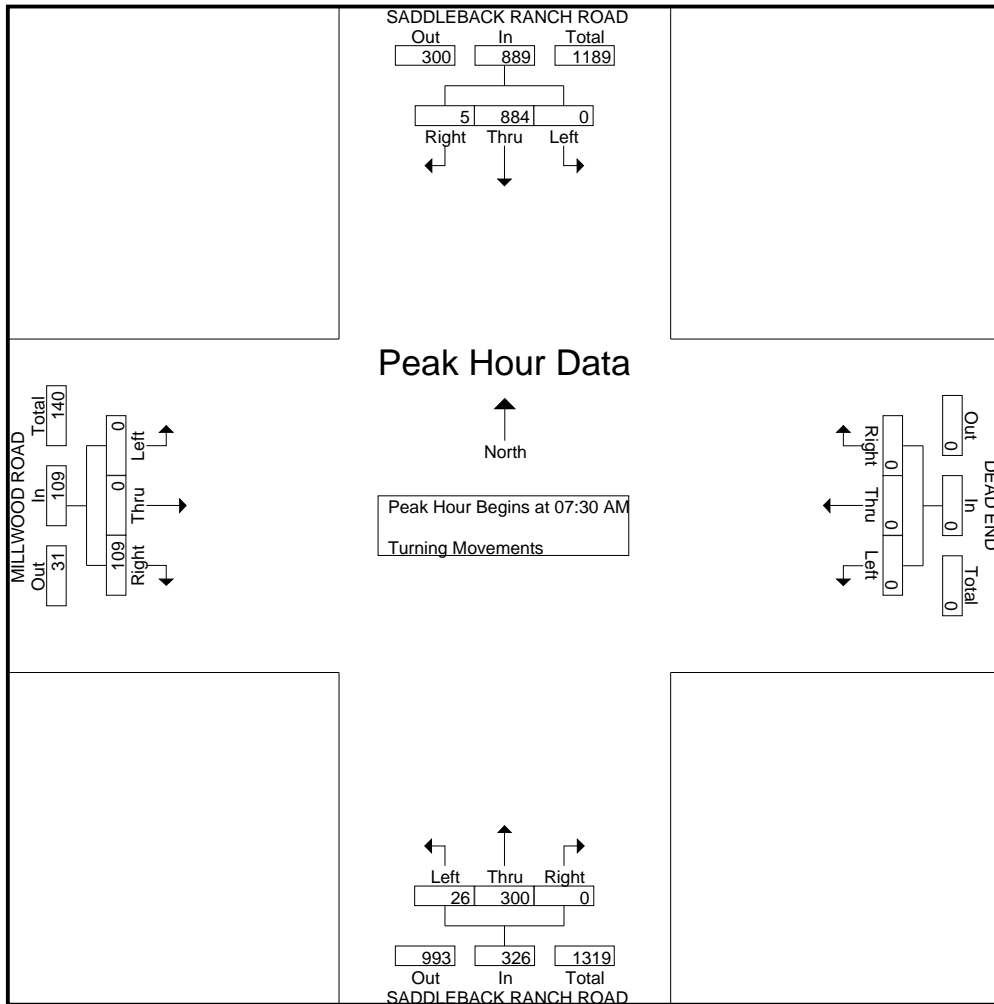 SADDLEBACK RANCH ROAD
Out In Total
300 889 1189
5 884 0
Right Thru Left
Peak Hour Data
North
Peak Hour Begins at 07:30 AM
Turning Movements
MILLWOOD ROAD
Out In Total
31 109 140
109 0 0
Right Thru Left
DEAD END
Out In Total
0 0 0
0 0 0
Right Thru Left
Left Thru Right
26 300 0
993 326 1319
Out In Total
SADDLEBACK RANCH ROAD